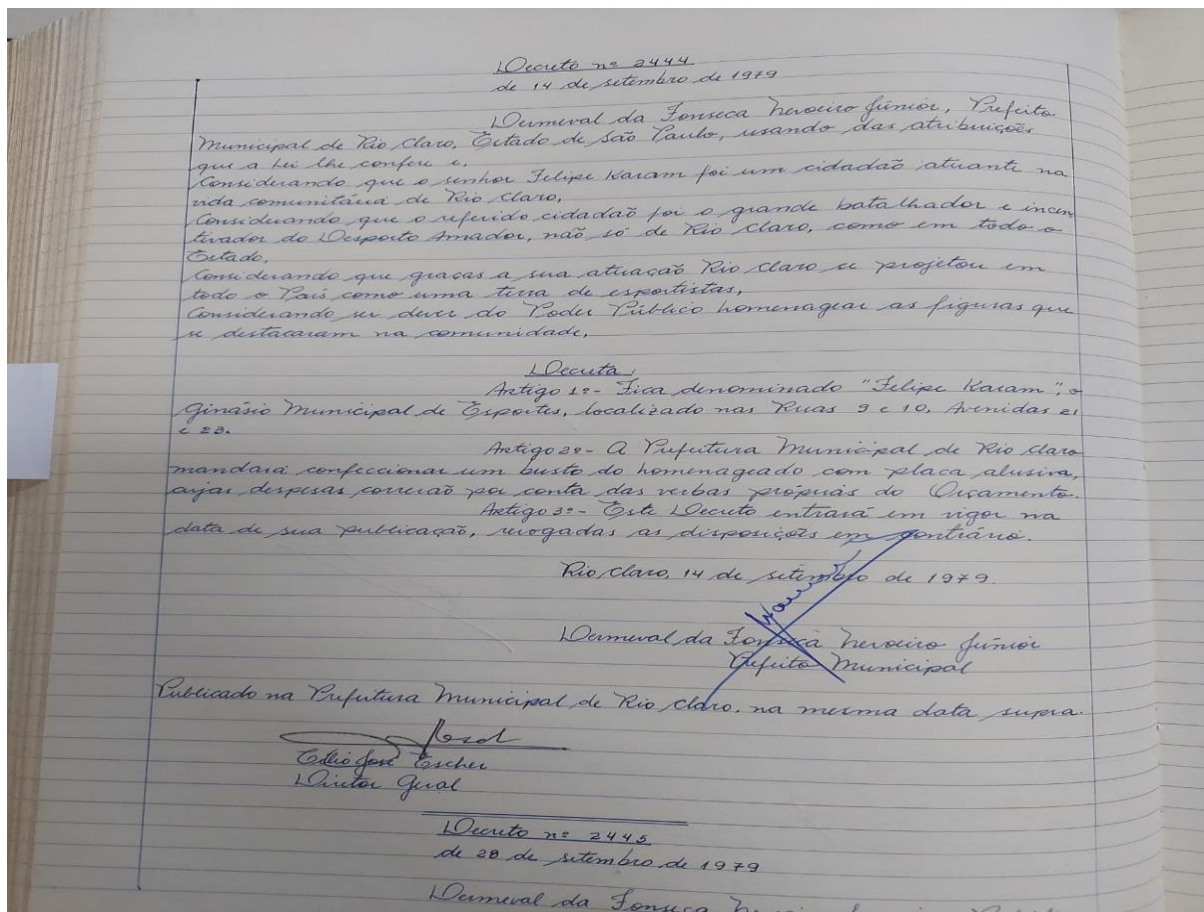 Decreto nº 2444
de 14 de setembro de 1979
Dermeval da Fonseca Nevoeiro Júnior, Prefeito
Municipal de Rio Claro, Estado de São Paulo, usando das atribuições
que a Lei lhe confere e,
Considerando que o senhor Felipe Karam foi um cidadão atuante na
vida comunitária de Rio Claro,
Considerando que o referido cidadão foi o grande batalhador e incen
tivador do Desporto Amador, não só de Rio Claro, como em todo o
Estado,
Considerando que graças a sua atuação Rio Claro se projetou em
todo o País como uma terra de esportistas,
Considerando ser dever do Poder Público homenagear as figuras que
se destacaram na comunidade,
Decreta:
Artigo 1º - Fica denominado "Felipe Karam", o
Ginásio Municipal de Esportes, localizado nas Ruas 9 e 10, Avenidas 21
e 23.
Artigo 2º - A Prefeitura Municipal de Rio Claro
mandará confeccionar um busto do homenageado com placa alusiva,
cujas despesas correrão por conta das verbas próprias do Orçamento.
Artigo 3º - Este Decreto entrará em vigor na
data de sua publicação, revogadas as disposições em contrário.
Rio Claro, 14 de setembro de 1979.
Dermeval da Fonseca Nevoeiro Júnior
Prefeito Municipal
Publicado na Prefeitura Municipal de Rio Claro, na mesma data supra.
José Escher
Diretor Geral
Decreto nº 2445
de 28 de setembro de 1979
Dermeval da Fonseca